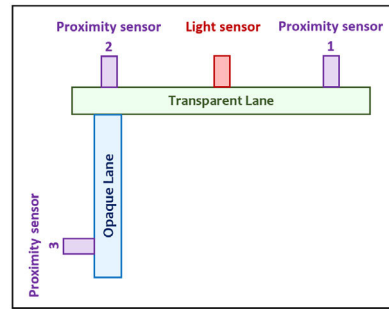 Proximity sensor
2
Light sensor
Proximity sensor
1
Transparent Lane
Opaque Lane
Proximity sensor
3